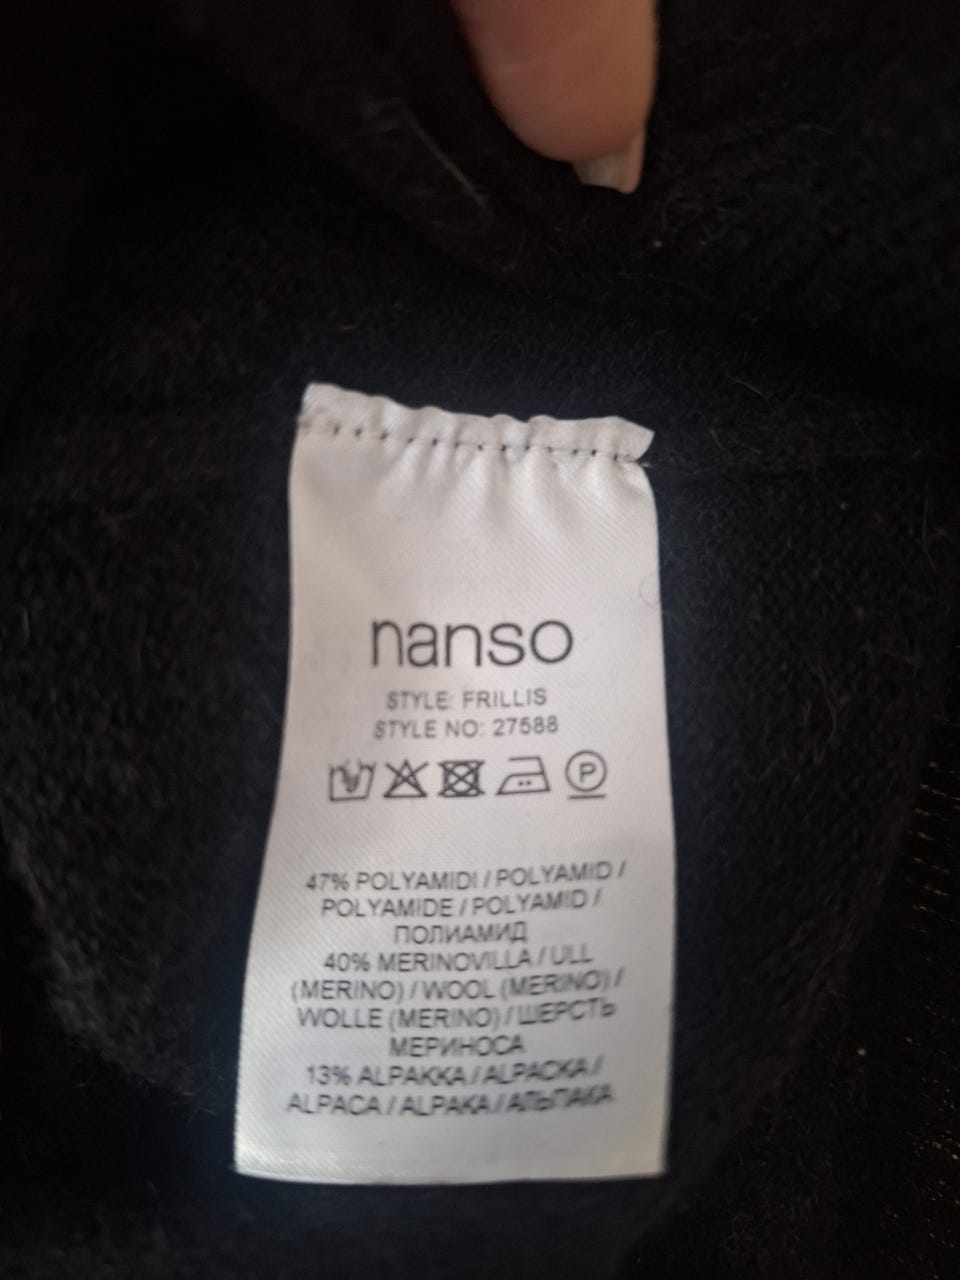 nanso
STYLE: FRILLIS
STYLE NO: 27588
P
47% POLYAMIDI / POLYAMID /
POLYAMIDE / POLYAMID /
ПОЛИАМИД
40% MERINOVILLA / ULL
(MERINO) / WOOL (MERINO) /
WOLLE (MERINO) / ШЕРСТЬ
МЕРИНОСА
13% ALPAKKA / ALPACKA /
ALPACA / ALPAKA / АЛЬПАКА